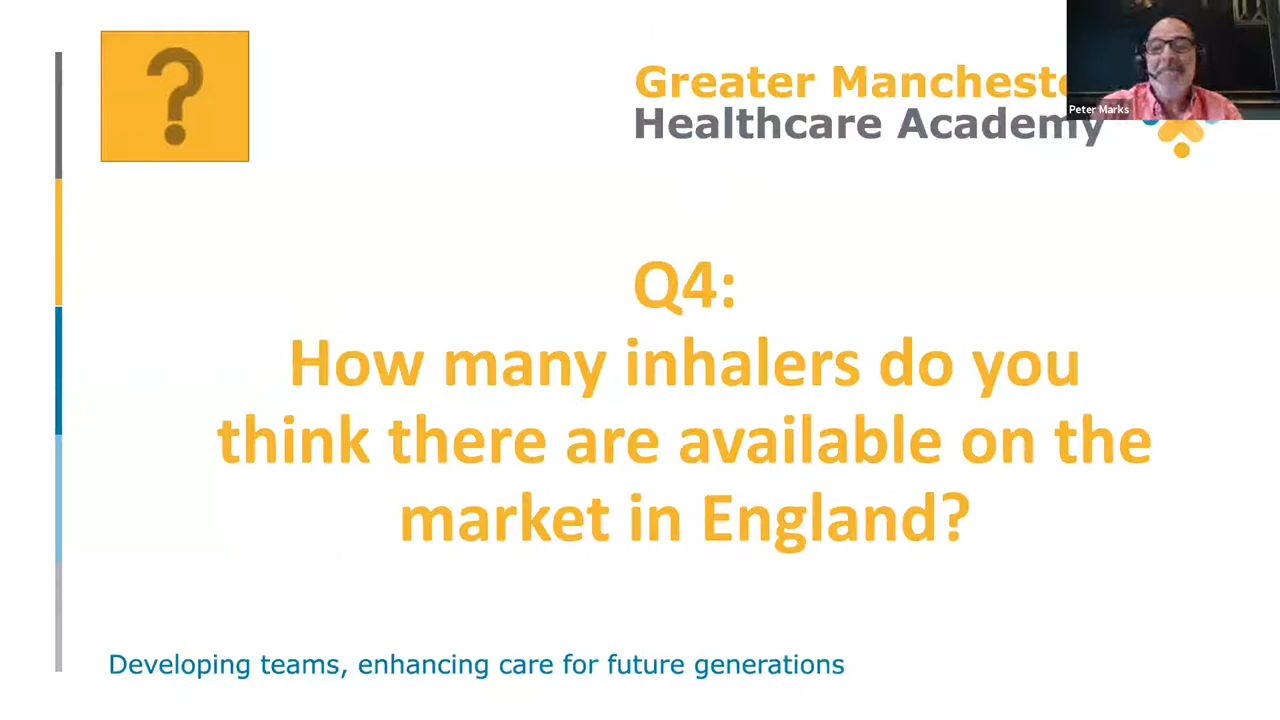 ?
Greater Manchest
Healthcare Academy
Peter Marks
Q4:
How many inhalers do you
think there are available on the
market in England?
Developing teams, enhancing care for future generations